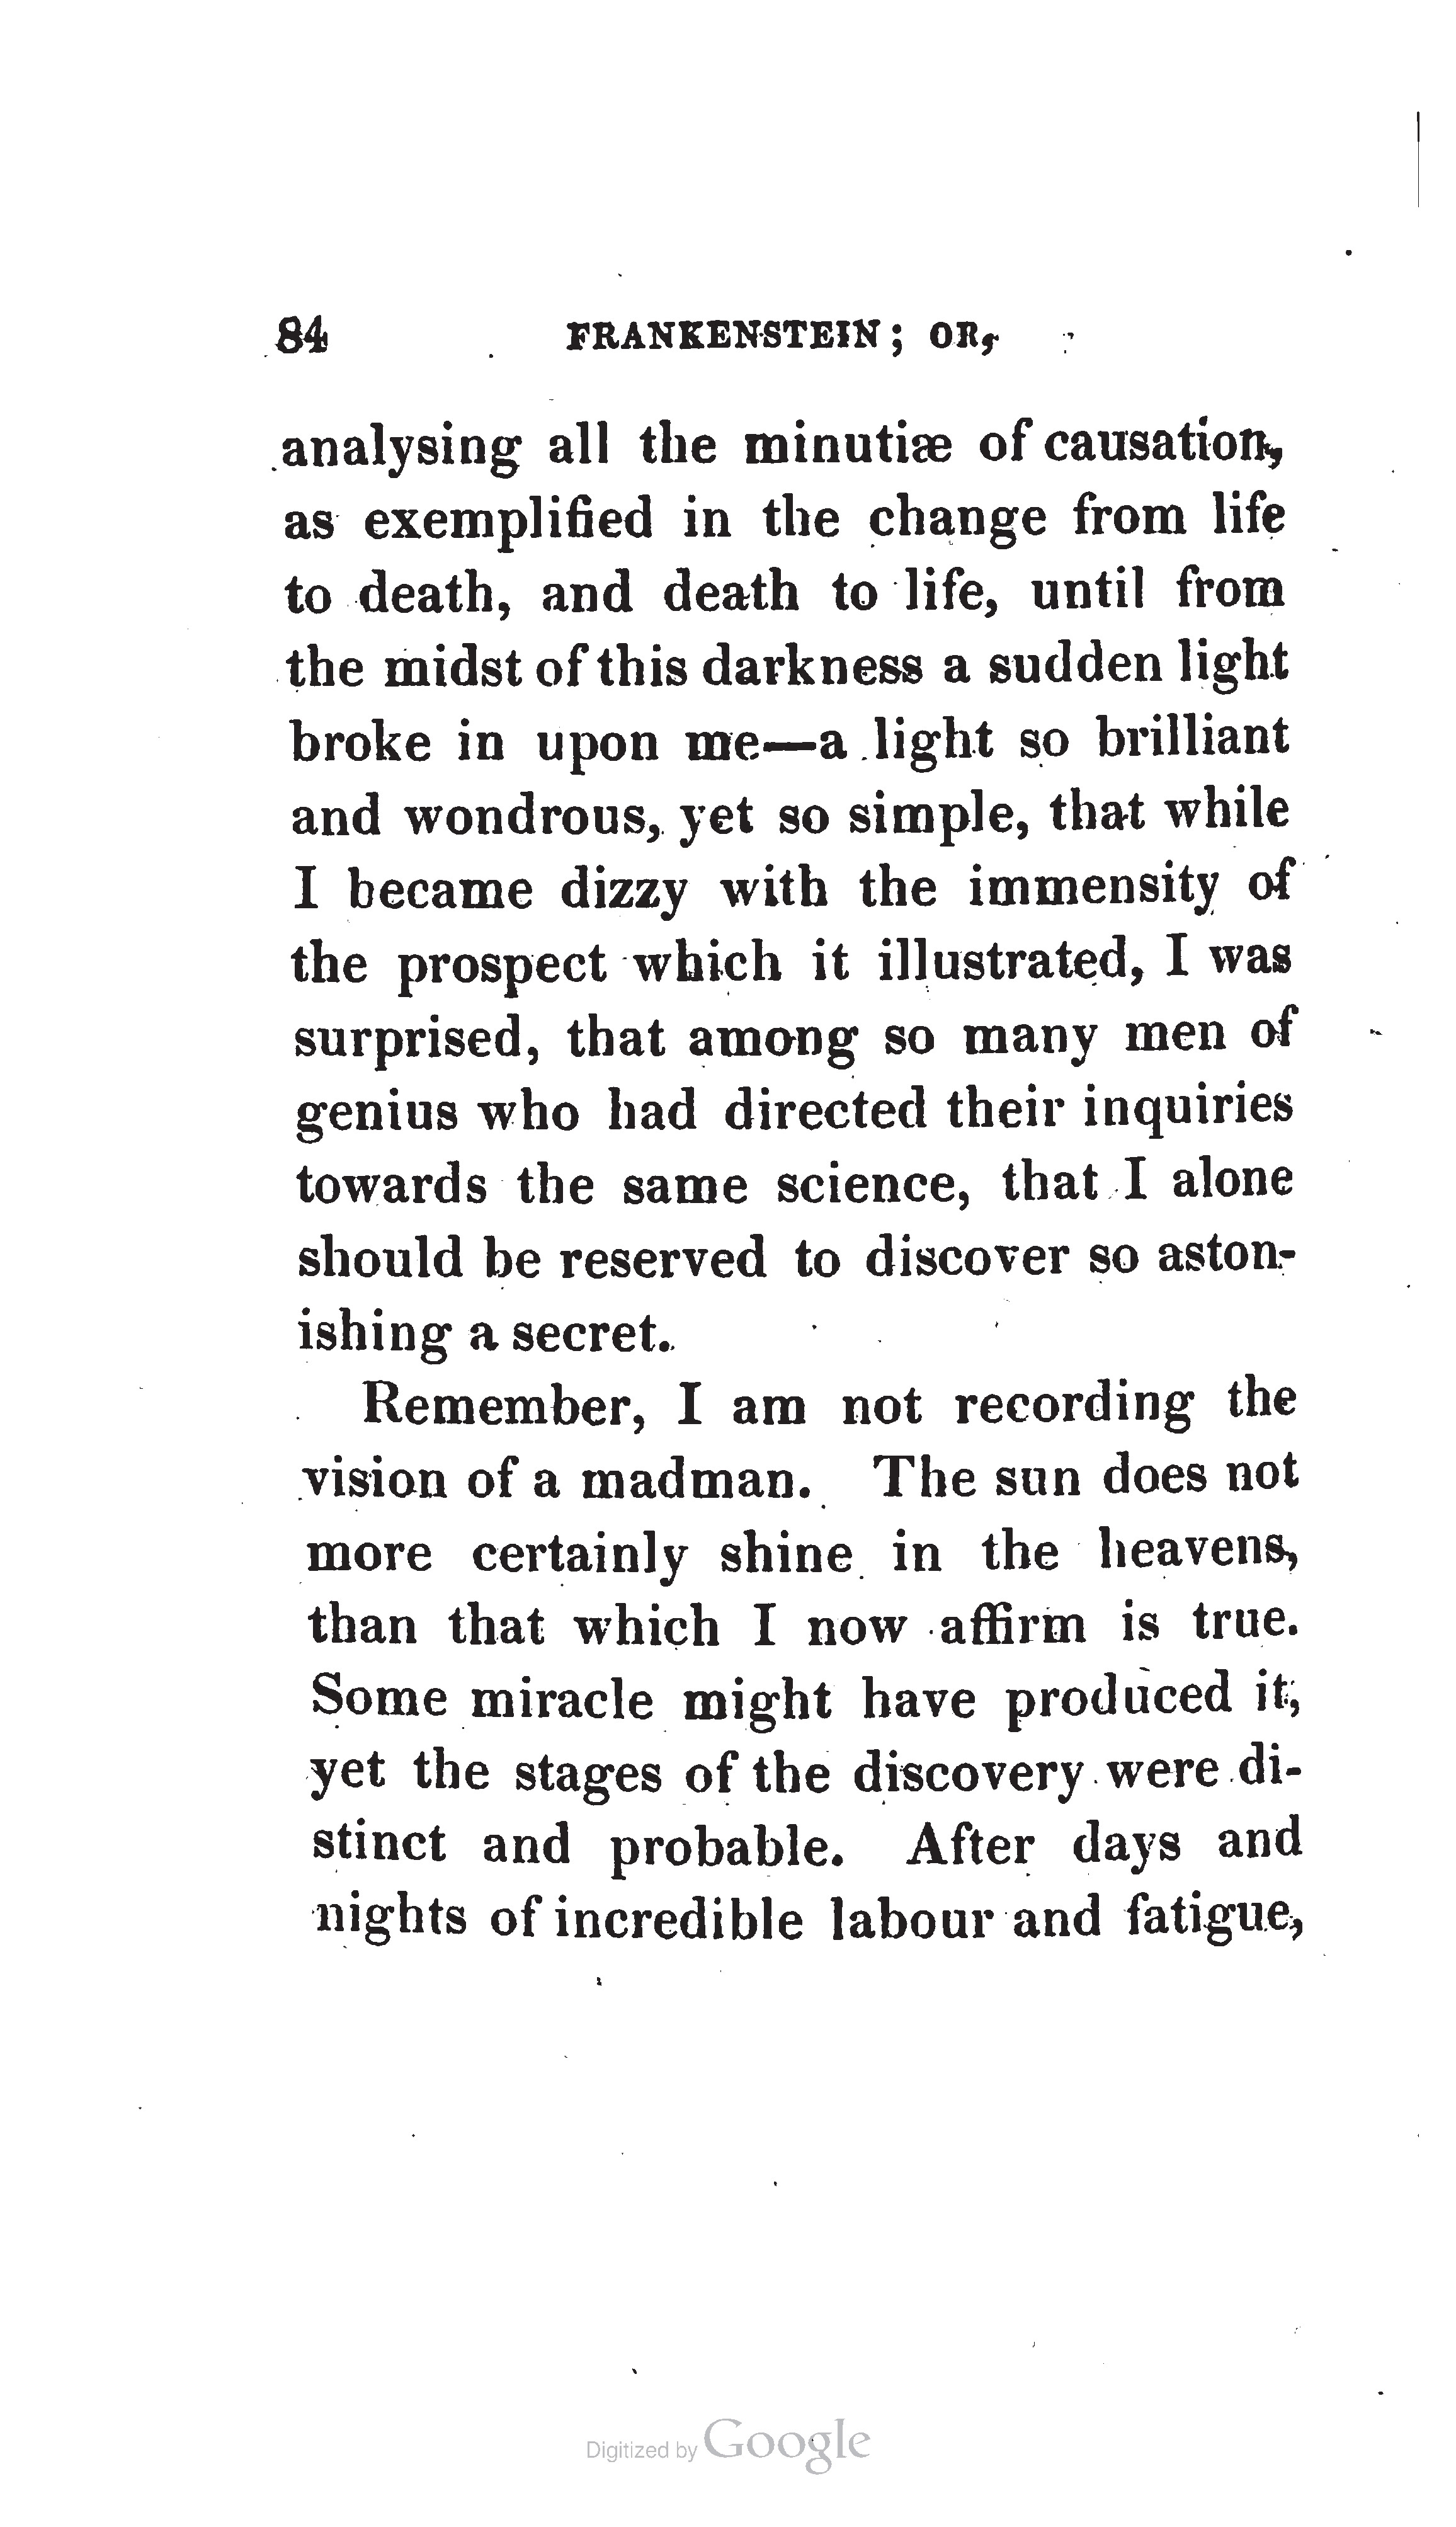 84 FRANKENSTEIN; OR,
analysing all the minutiæ of causation,
as exemplified in the change from life
to death, and death to life, until from
the midst of this darkness a sudden light
broke in upon me—a light so brilliant
and wondrous, yet so simple, that while
I became dizzy with the immensity of
the prospect which it illustrated, I was
surprised, that among so many men of
genius who had directed their inquiries
towards the same science, that I alone
should be reserved to discover so aston-
ishing a secret.
Remember, I am not recording the
vision of a madman. The sun does not
more certainly shine in the heavens,
than that which I now affirm is true.
Some miracle might have produced it,
yet the stages of the discovery were di-
stinct and probable. After days and
nights of incredible labour and fatigue,
Digitized by Google